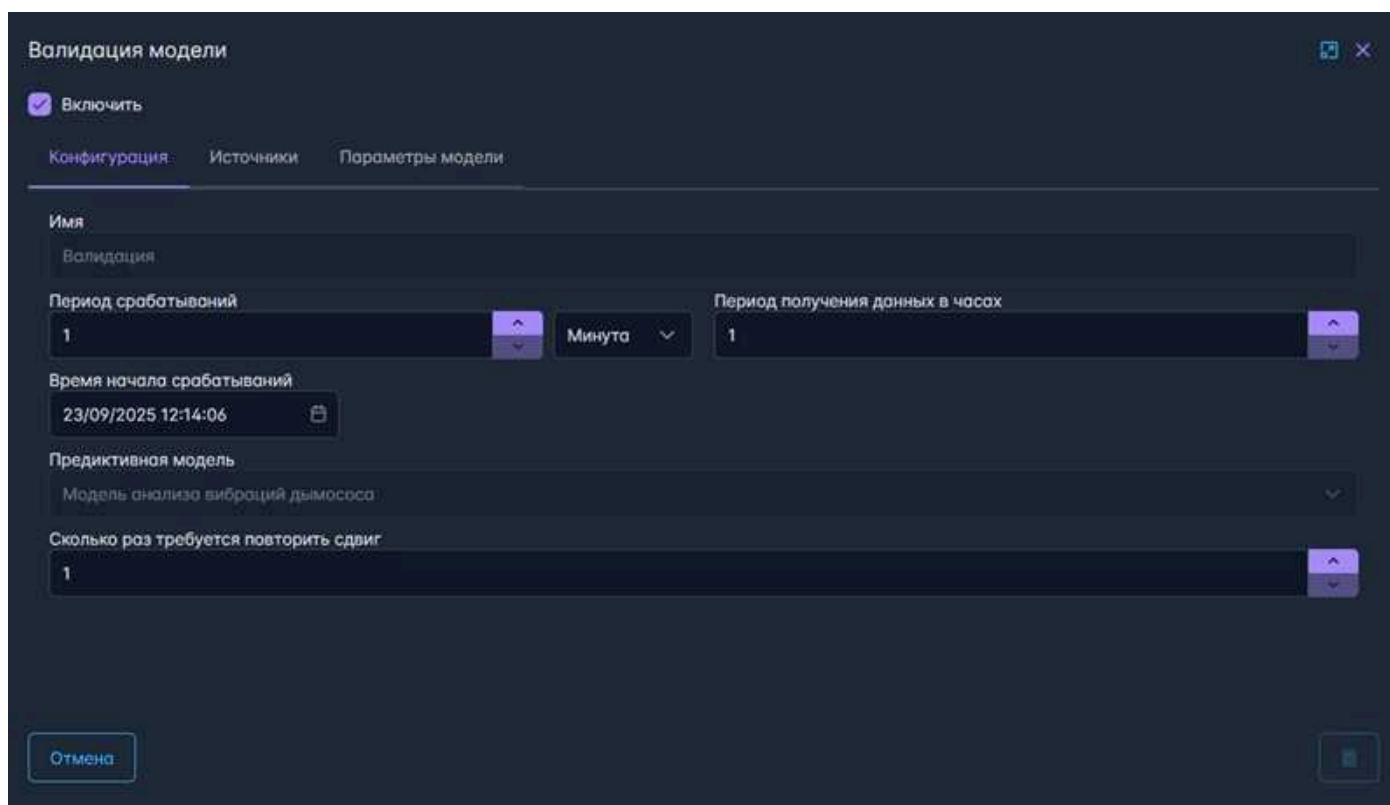 Валидация модели
Включить
Конфигурация Источники Параметры модели
Имя
Валидация
Период срабатываний Период получения данных в часах
1 Минута 1
Время начала срабатываний
23/09/2025 12:14:06
Предиктивная модель
Модель анализа вибраций дымососа
Сколько раз требуется повторить сдвиг
1
Отмена